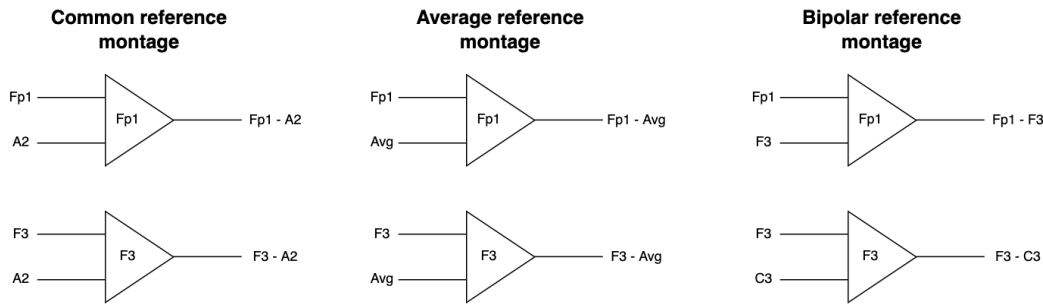 Common reference
montage
Average reference
montage
Bipolar reference
montage
Fp1
A2
Fp1
Fp1 - A2
Fp1
Avg
Fp1
Fp1 - Avg
Fp1
F3
Fp1
Fp1 - F3
F3
A2
F3
F3 - A2
F3
Avg
F3
F3 - Avg
F3
C3
F3
F3 - C3